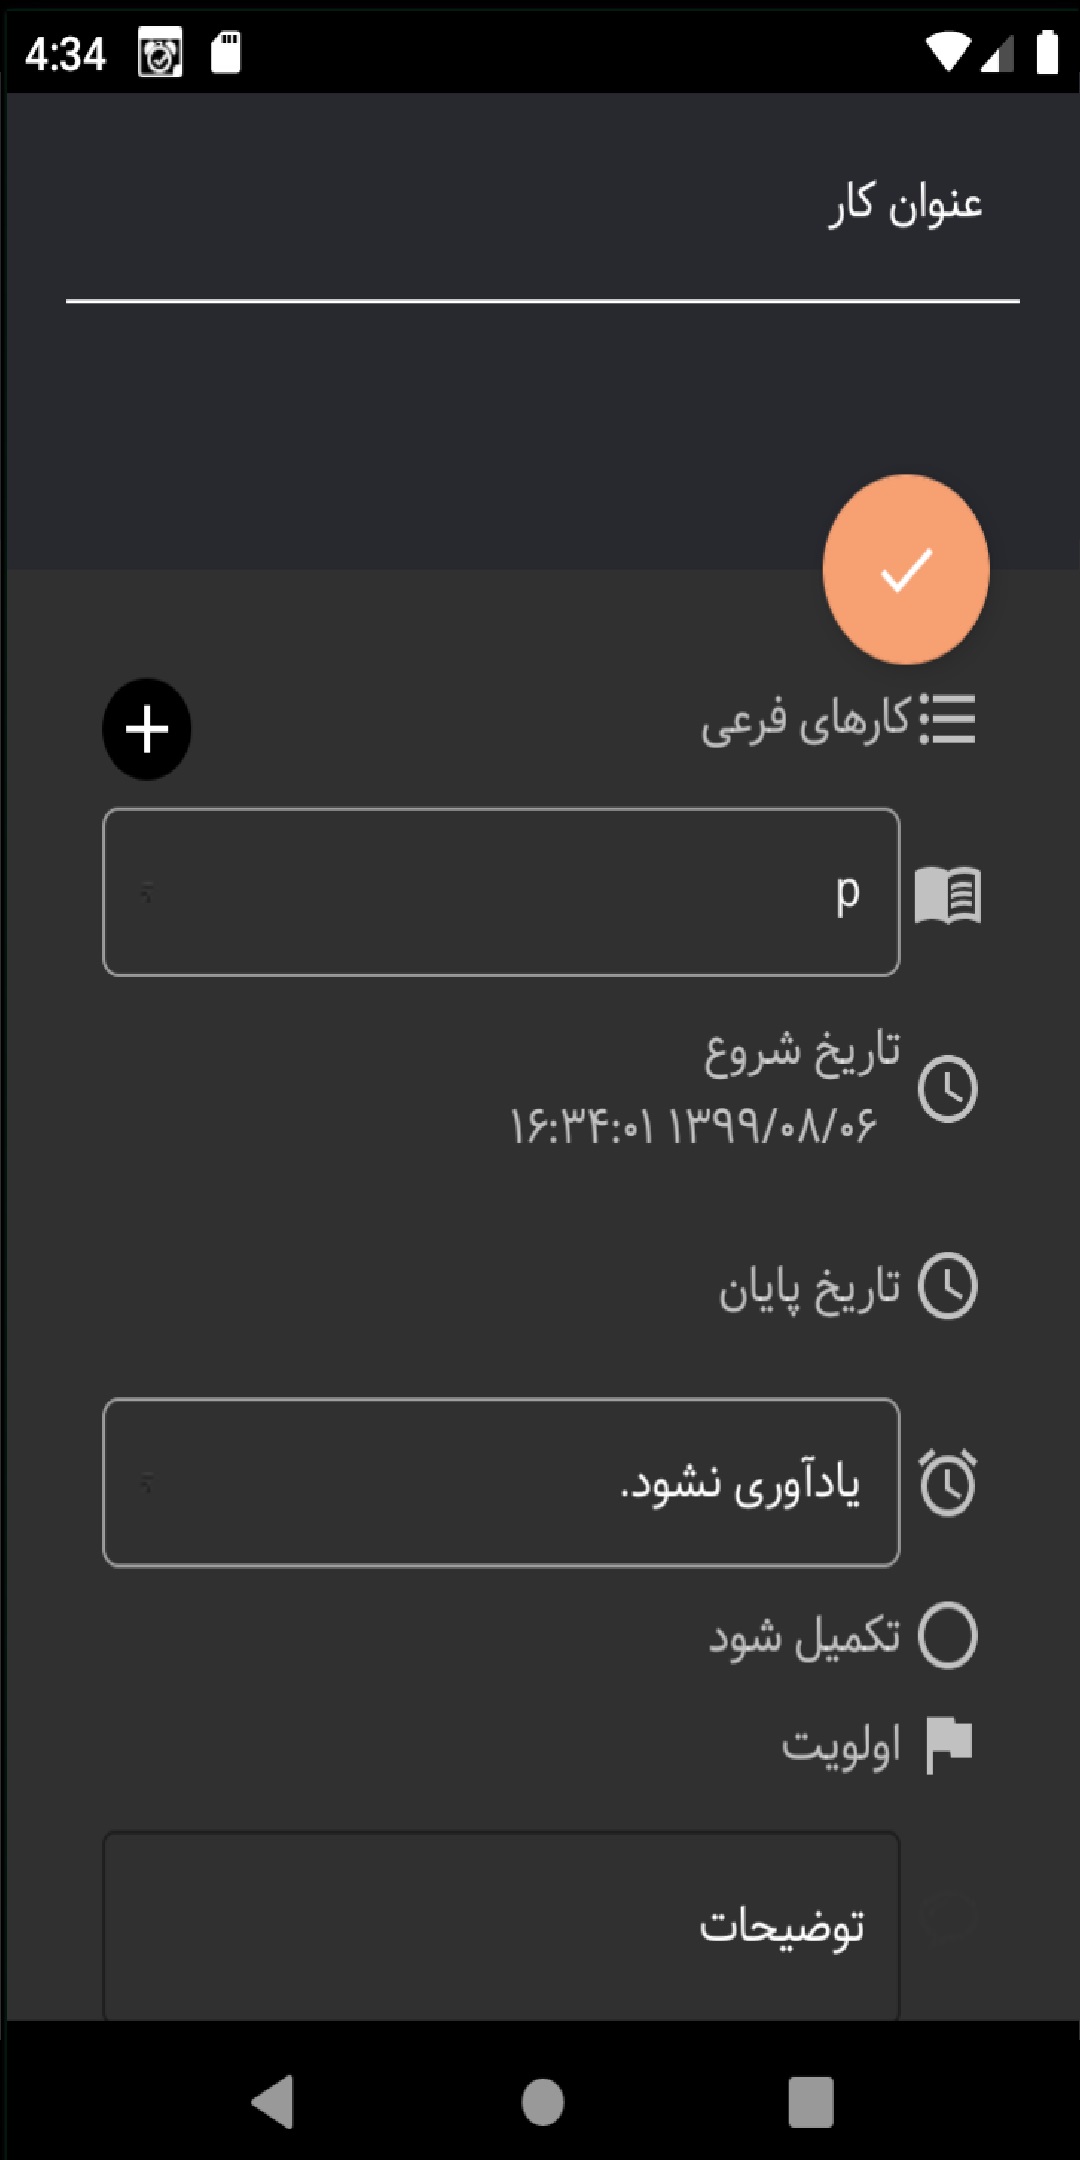 4:34
عنوان کار
کارهای فرعی
p
تاریخ شروع
۱۶:۳۴:۰۱ ۱۳۹۹/۰۸/۰۶
تاریخ پایان
یادآوری نشود.
تکمیل شود
اولویت
توضیحات